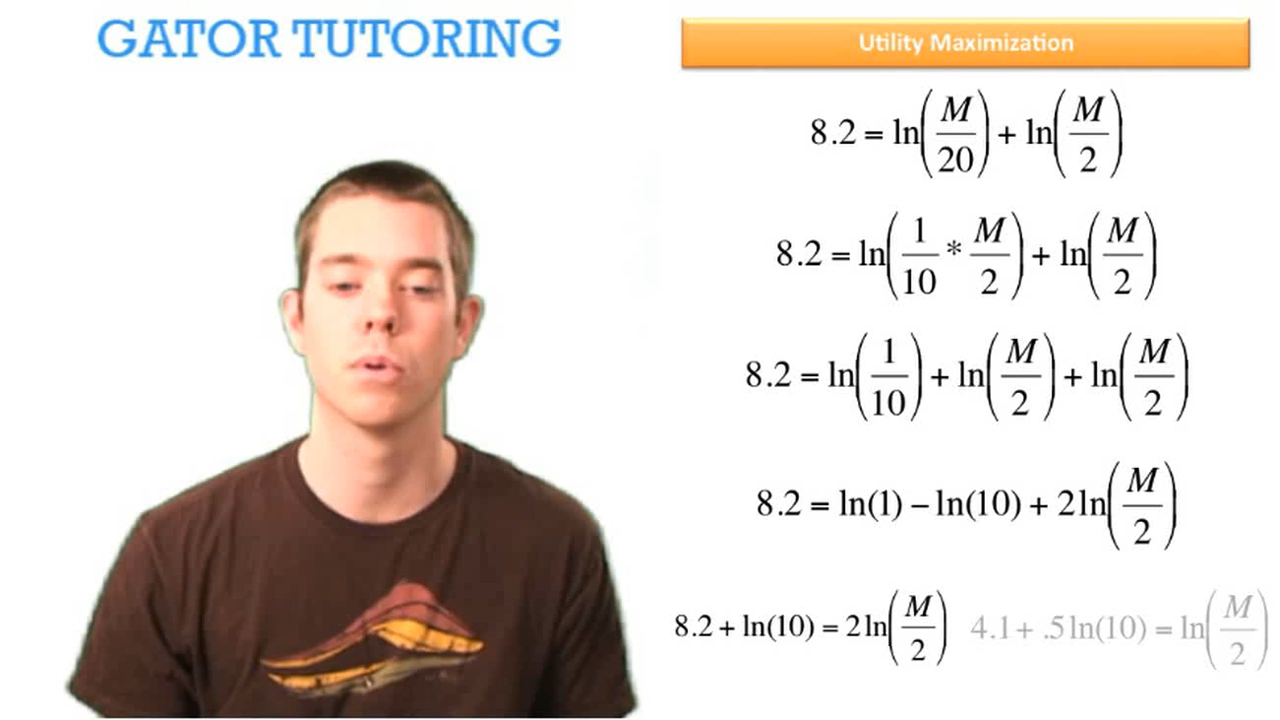 GATOR TUTORING
Utility Maximization
8.2 = ln(M/20) + ln(M/2)
8.2 = ln(1/10 * M/2) + ln(M/2)
8.2 = ln(1/10) + ln(M/2) + ln(M/2)
8.2 = ln(1) − ln(10) + 2ln(M/2)
8.2 + ln(10) = 2ln(M/2) 4.1 + .5ln(10) = ln(M/2)